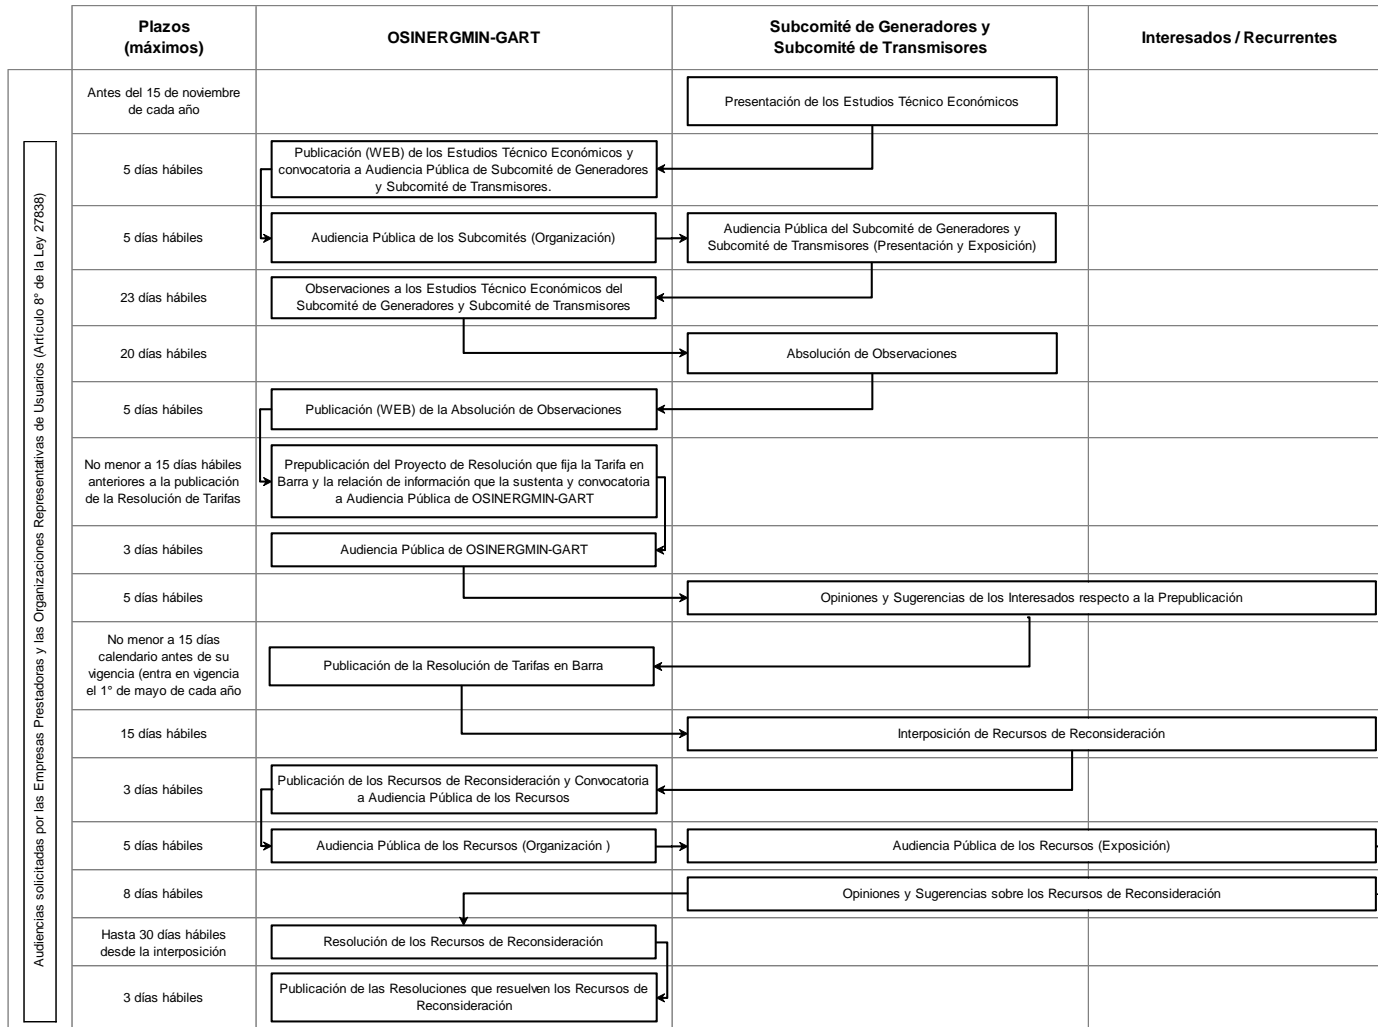 Plazos
(máximos)
OSINERGMIN-GART
Subcomité de Generadores y
Subcomité de Transmisores
Interesados / Recurrentes
Audiencias solicitadas por las Empresas Prestadoras y las Organizaciones Representativas de Usuarios (Artículo 8° de la Ley 27838)
Antes del 15 de noviembre
de cada año
Presentación de los Estudios Técnico Económicos
5 días hábiles
Publicación (WEB) de los Estudios Técnico Económicos y
convocatoria a Audiencia Pública de Subcomité de Generadores
y Subcomité de Transmisores.
5 días hábiles
Audiencia Pública de los Subcomités (Organización)
Audiencia Pública del Subcomité de Generadores y
Subcomité de Transmisores (Presentación y Exposición)
23 días hábiles
Observaciones a los Estudios Técnico Económicos del
Subcomité de Generadores y Subcomité de Transmisores
20 días hábiles
Absolución de Observaciones
5 días hábiles
Publicación (WEB) de la Absolución de Observaciones
No menor a 15 días hábiles
anteriores a la publicación
de la Resolución de Tarifas
Prepublicación del Proyecto de Resolución que fija la Tarifa en
Barra y la relación de información que la sustenta y convocatoria
a Audiencia Pública de OSINERGMIN-GART
3 días hábiles
Audiencia Pública de OSINERGMIN-GART
5 días hábiles
Opiniones y Sugerencias de los Interesados respecto a la Prepublicación
No menor a 15 días
calendario antes de su
vigencia (entra en vigencia
el 1° de mayo de cada año
Publicación de la Resolución de Tarifas en Barra
15 días hábiles
Interposición de Recursos de Reconsideración
3 días hábiles
Publicación de los Recursos de Reconsideración y Convocatoria
a Audiencia Pública de los Recursos
5 días hábiles
Audiencia Pública de los Recursos (Organización )
Audiencia Pública de los Recursos (Exposición)
8 días hábiles
Opiniones y Sugerencias sobre los Recursos de Reconsideración
Hasta 30 días hábiles
desde la interposición
Resolución de los Recursos de Reconsideración
3 días hábiles
Publicación de las Resoluciones que resuelven los Recursos de
Reconsideración